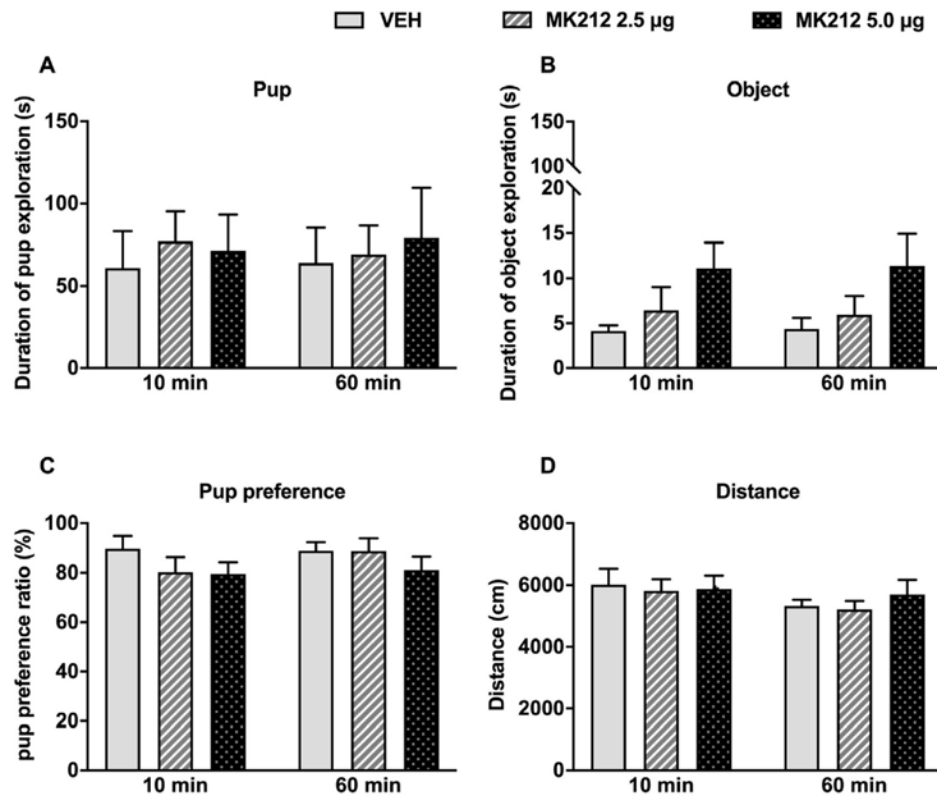 VEH MK212 2.5 µg MK212 5.0 µg
A
Pup
Duration of pup exploration (s)
150
100
50
0
10 min 60 min
B
Object
Duration of object exploration (s)
150
100
20
15
10
5
0
10 min 60 min
C
Pup preference
pup preference ratio (%)
100
80
60
40
20
0
10 min 60 min
D
Distance
Distance (cm)
8000
6000
4000
2000
0
10 min 60 min